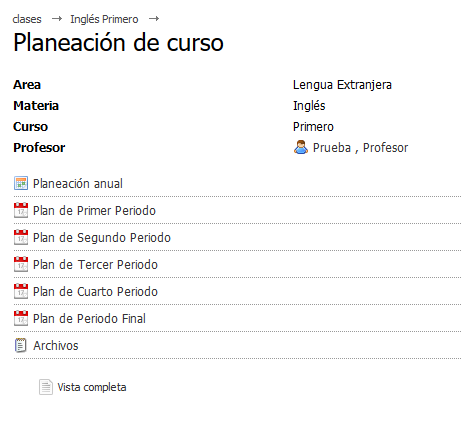 clases → Inglés Primero →
Planeación de curso
Area Lengua Extranjera
Materia Inglés
Curso Primero
Profesor Prueba , Profesor
Planeación anual
Plan de Primer Periodo
Plan de Segundo Periodo
Plan de Tercer Periodo
Plan de Cuarto Periodo
Plan de Periodo Final
Archivos
Vista completa